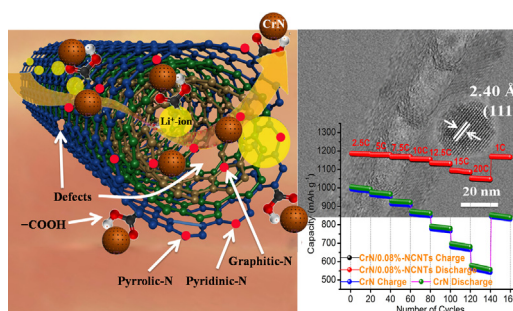 CrN
Li⁺-ion
Defects
−COOH
Graphitic-N
Pyrrolic-N
Pyridinic-N
2.40 Å
(111
20 nm
Capacity (mAh g⁻¹)
1300
1200
1100
1000
900
800
700
600
500
2.5C
5C
7.5C
10C
12.5C
15C
20C
1C
CrN/0.08%-NCNTs Charge
CrN/0.08%-NCNTs Discharge
CrN Charge
CrN Discharge
0 20 40 60 80 100 120 140 16
Number of Cycles